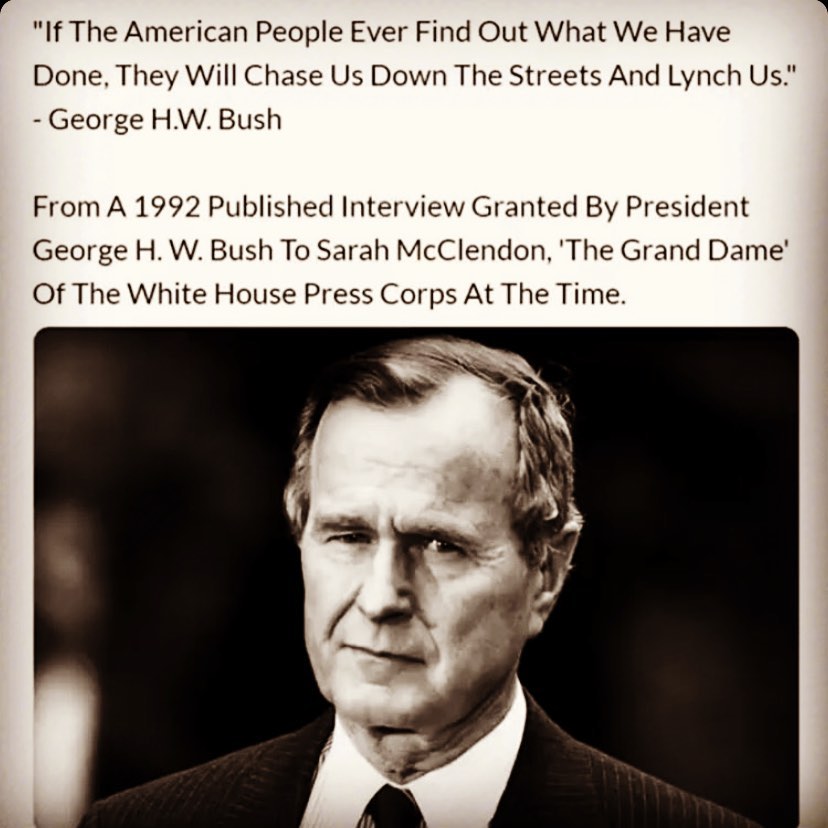 "If The American People Ever Find Out What We Have
Done, They Will Chase Us Down The Streets And Lynch Us."
- George H.W. Bush
From A 1992 Published Interview Granted By President
George H. W. Bush To Sarah McClendon, 'The Grand Dame'
Of The White House Press Corps At The Time.